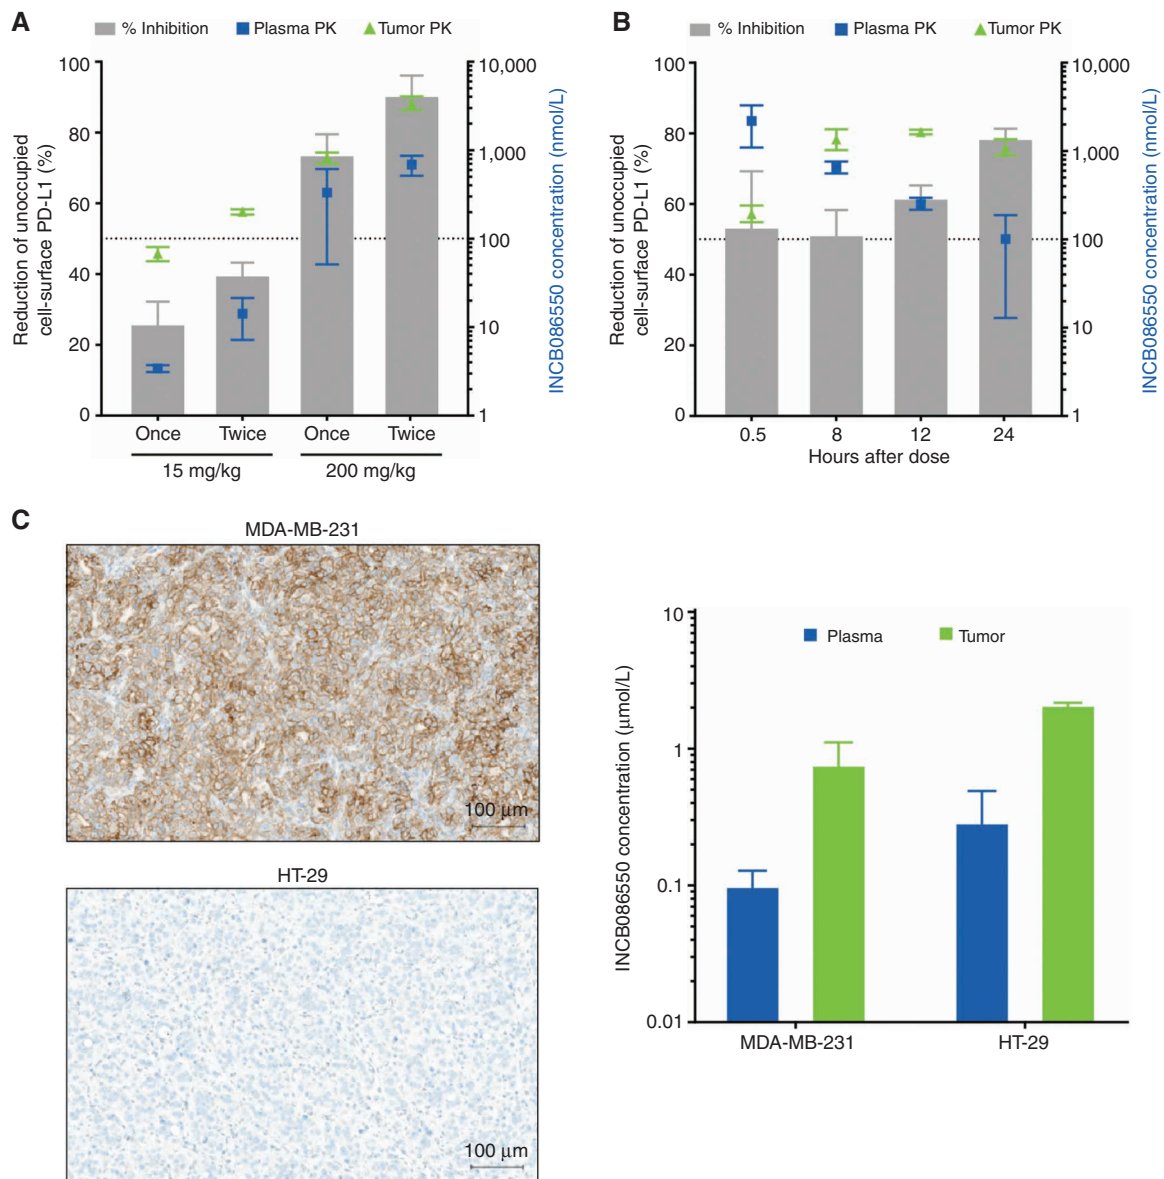 A
% Inhibition
Plasma PK
Tumor PK
Reduction of unoccupied
cell-surface PD-L1 (%)
100
80
60
40
20
0
10,000
1,000
100
10
1
INCB086550 concentration (nmol/L)
Once
Twice
Once
Twice
15 mg/kg
200 mg/kg
B
% Inhibition
Plasma PK
Tumor PK
Reduction of unoccupied
cell-surface PD-L1 (%)
100
80
60
40
20
0
10,000
1,000
100
10
1
INCB086550 concentration (nmol/L)
0.5
8
12
24
Hours after dose
C
MDA-MB-231
100 μm
HT-29
100 μm
INCB086550 concentration (μmol/L)
10
1
0.1
0.01
Plasma
Tumor
MDA-MB-231
HT-29